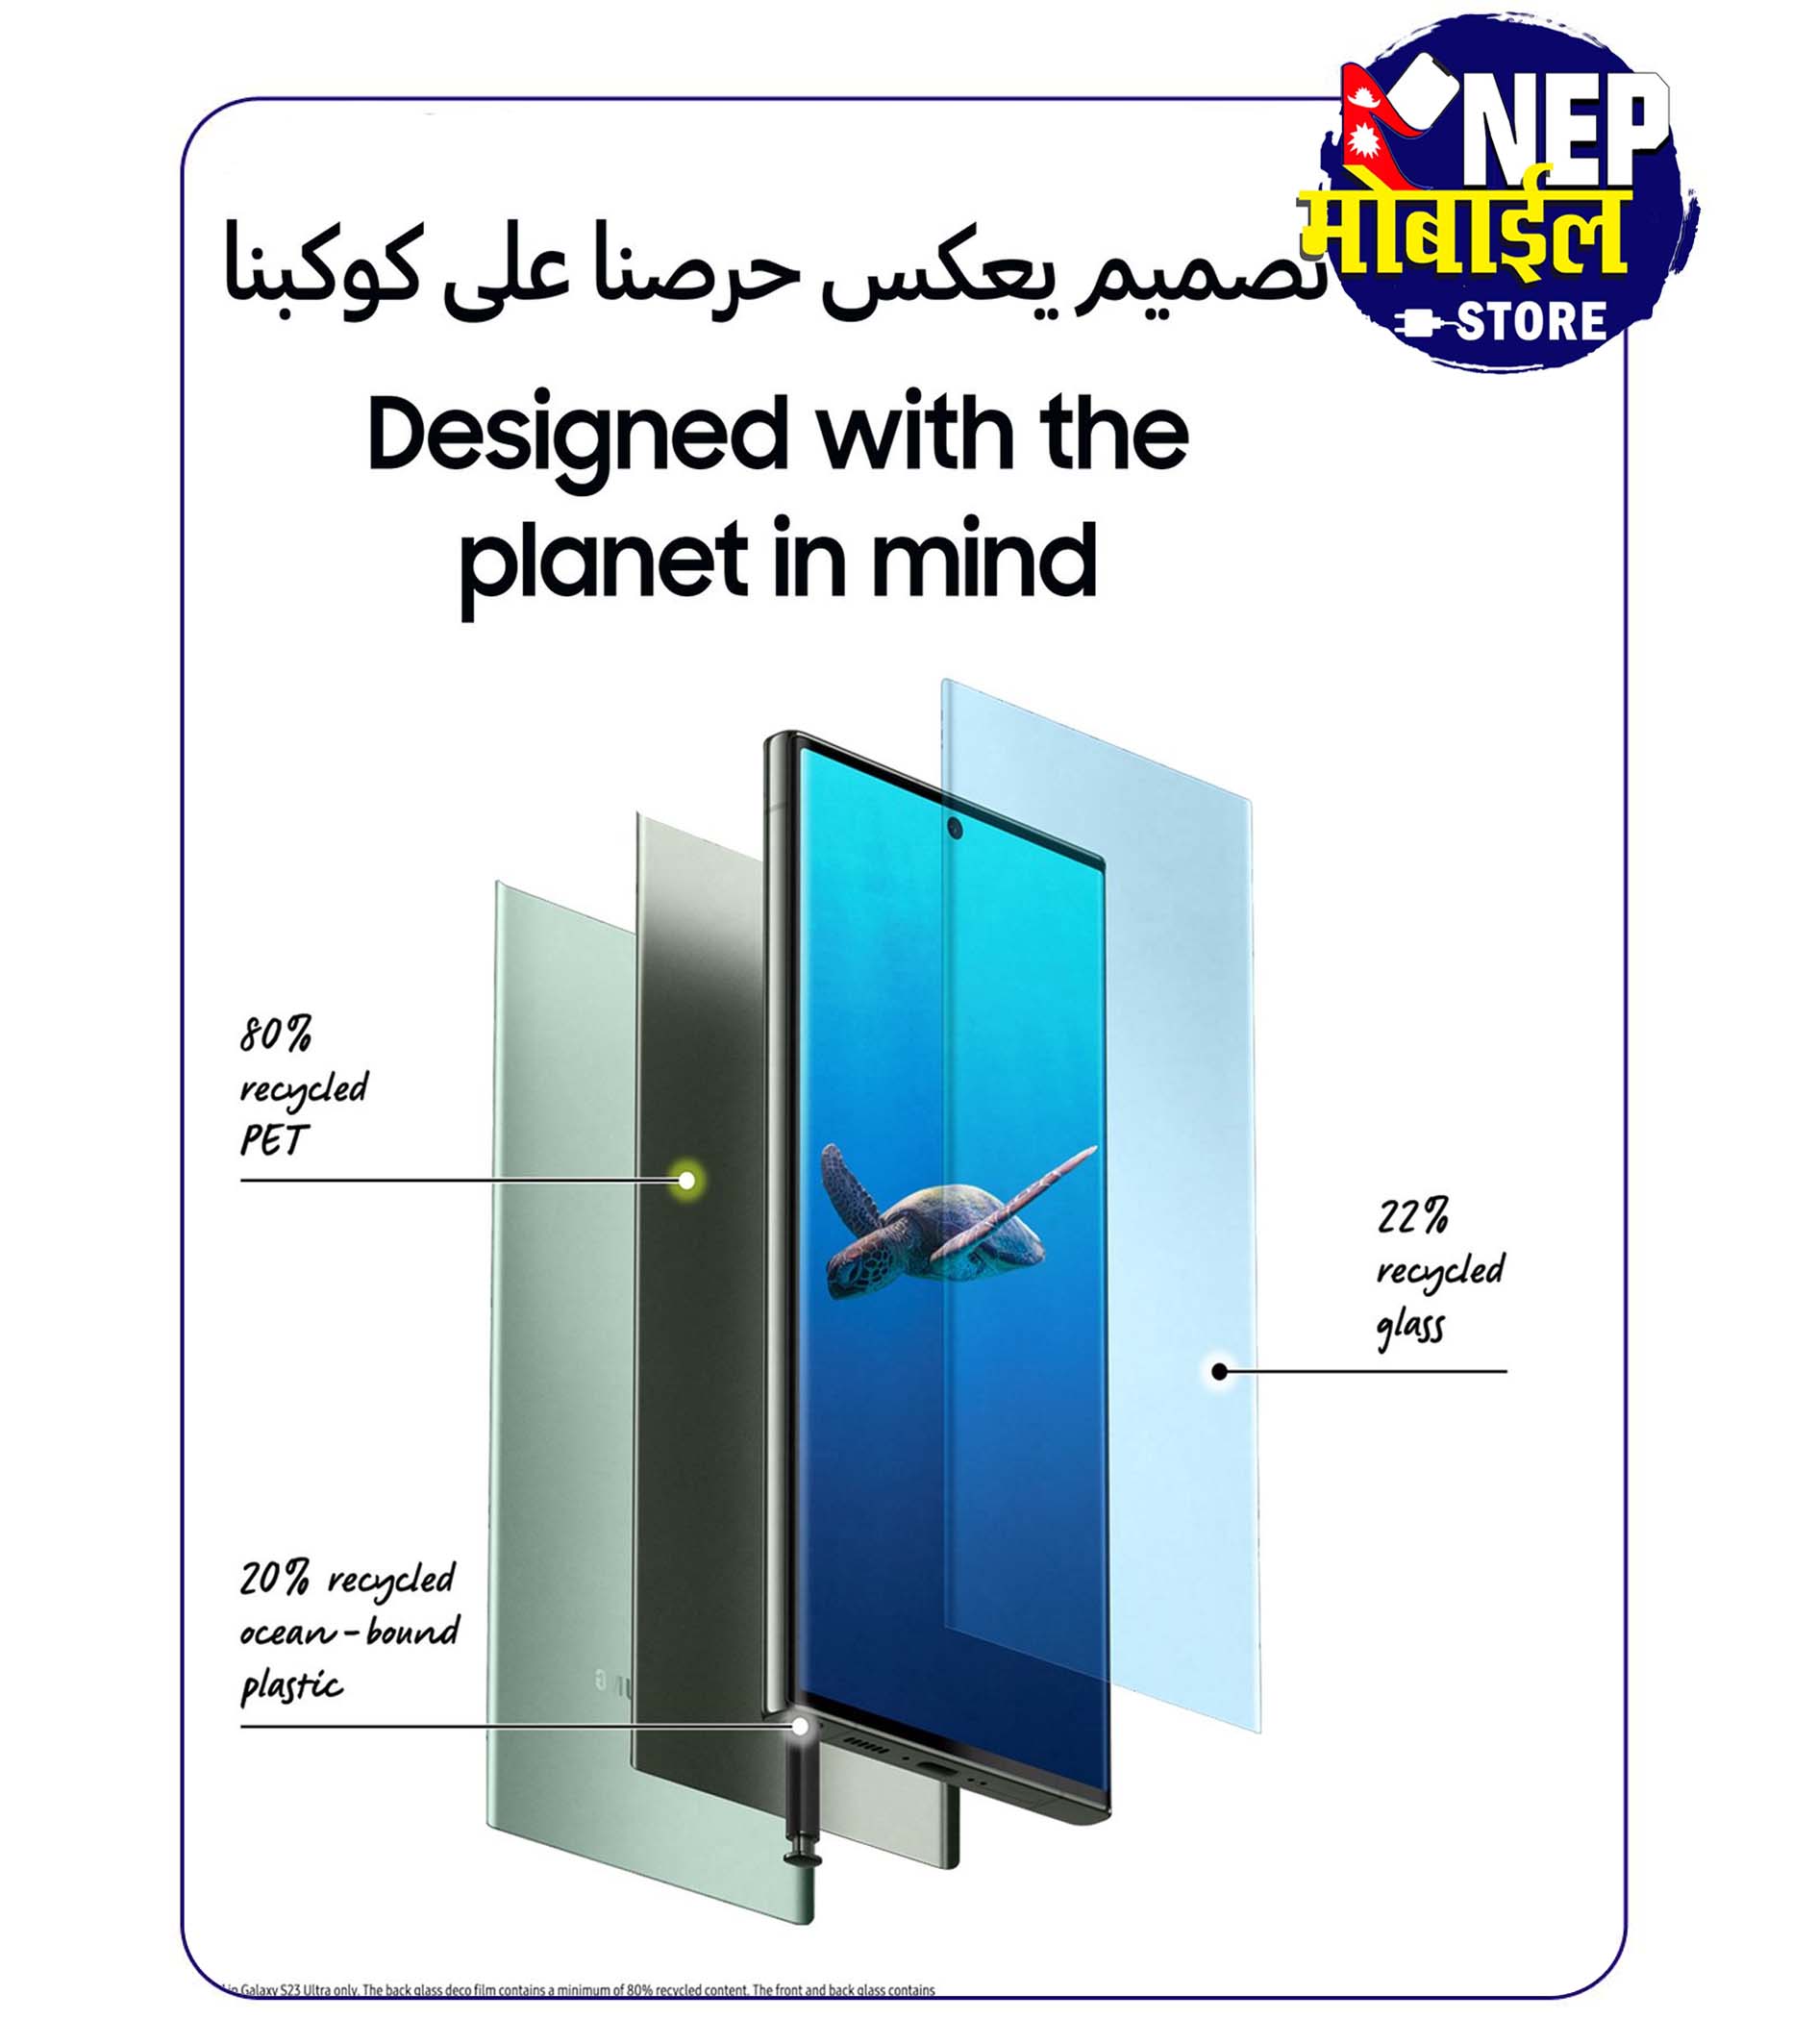 NEP
मोबाईल
STORE
تصميم يعكس حرصنا على كوكبنا
Designed with the
planet in mind
80%
recycled
PET
22%
recycled
glass
20% recycled
ocean-bound
plastic
in Galaxy S23 Ultra only. The back glass deco film contains a minimum of 80% recycled content. The front and back glass contains